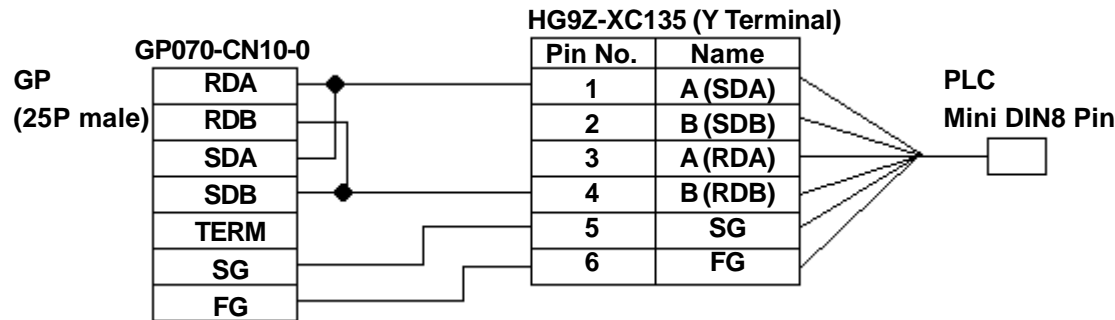 HG9Z-XC135 (Y Terminal)
GP070-CN10-0
GP
(25P male)
RDA
RDB
SDA
SDB
TERM
SG
FG
Pin No. Name
1 A (SDA)
2 B (SDB)
3 A (RDA)
4 B (RDB)
5 SG
6 FG
PLC
Mini DIN8 Pin